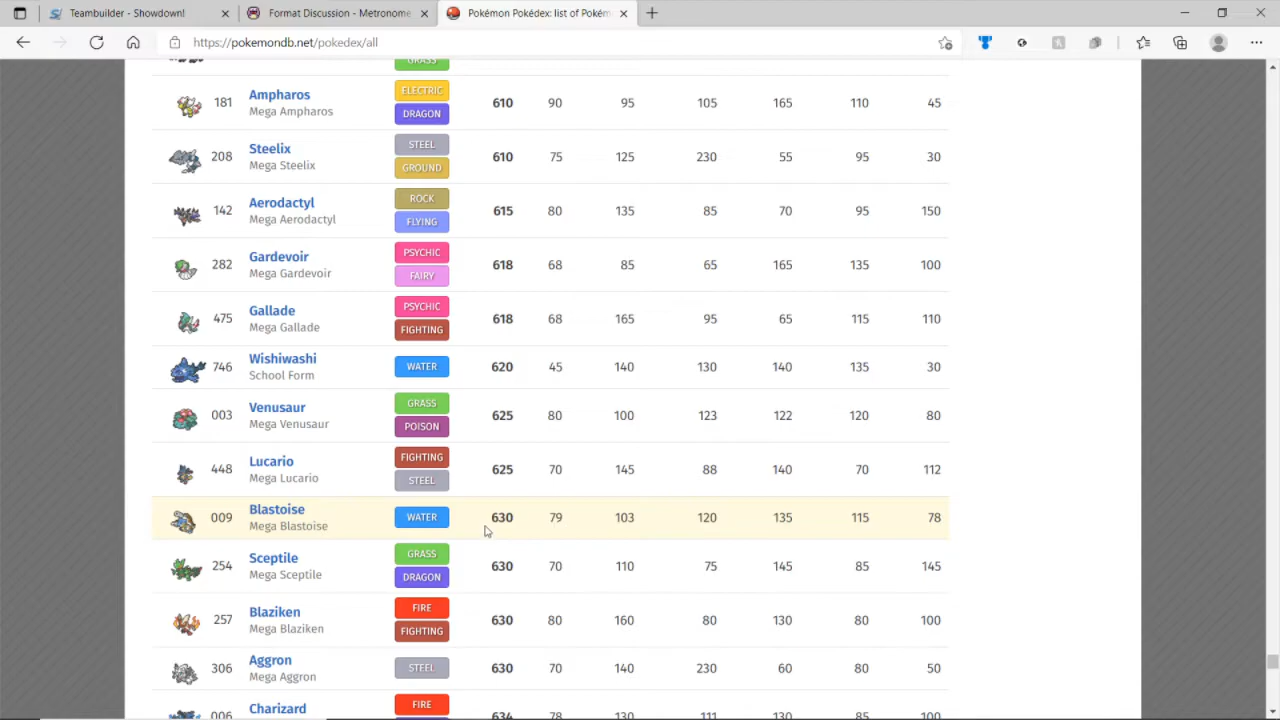 Teambuilder - Showdown!
Format Discussion - Metronome
Pokémon Pokédex: list of Pokém
https://pokemondb.net/pokedex/all
GRASS
181 Ampharos ELECTRIC 610 90 95 105 165 110 45
Mega Ampharos DRAGON
208 Steelix STEEL 610 75 125 230 55 95 30
Mega Steelix GROUND
142 Aerodactyl ROCK 615 80 135 85 70 95 150
Mega Aerodactyl FLYING
282 Gardevoir PSYCHIC 618 68 85 65 165 135 100
Mega Gardevoir FAIRY
475 Gallade PSYCHIC 618 68 165 95 65 115 110
Mega Gallade FIGHTING
746 Wishiwashi WATER 620 45 140 130 140 135 30
School Form
003 Venusaur GRASS 625 80 100 123 122 120 80
Mega Venusaur POISON
448 Lucario FIGHTING 625 70 145 88 140 70 112
Mega Lucario STEEL
009 Blastoise WATER 630 79 103 120 135 115 78
Mega Blastoise
254 Sceptile GRASS 630 70 110 75 145 85 145
Mega Sceptile DRAGON
257 Blaziken FIRE 630 80 160 80 130 80 100
Mega Blaziken FIGHTING
306 Aggron STEEL 630 70 140 230 60 80 50
Mega Aggron
006 Charizard FIRE 634 78 130 111 130 85 100